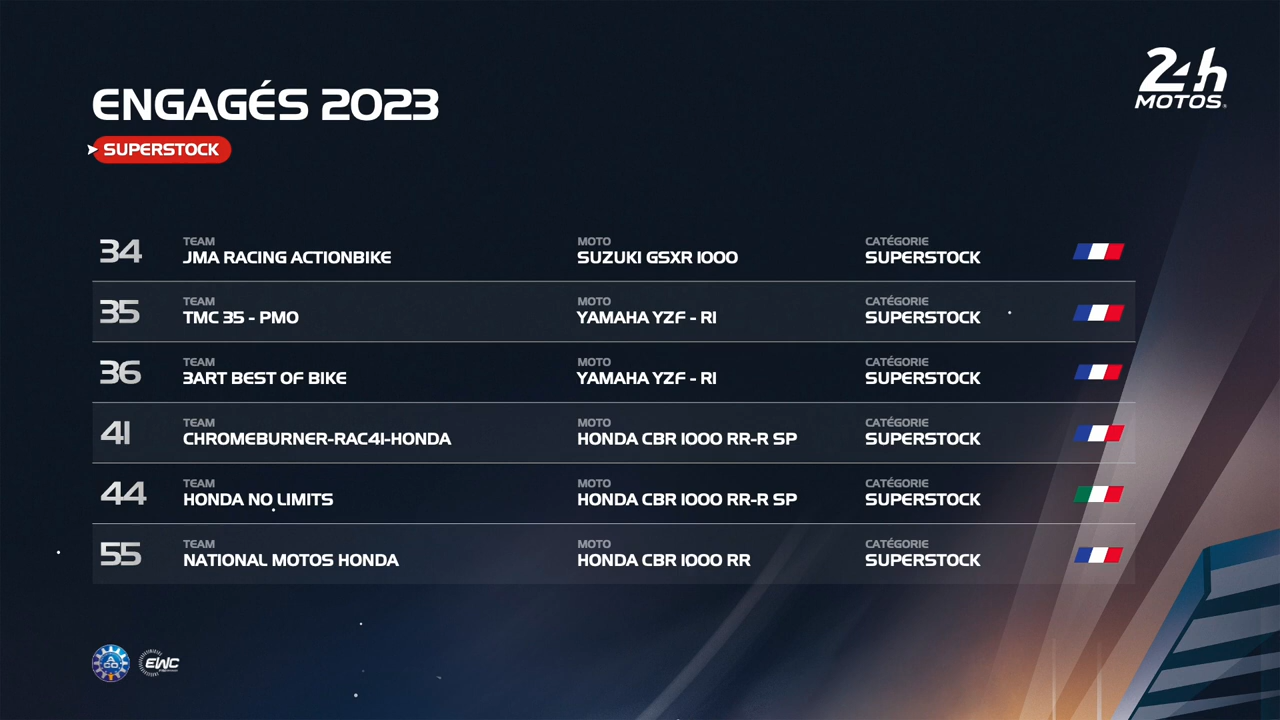 24h
MOTOS
ENGAGÉS 2023
SUPERSTOCK
34
TEAM
JMA RACING ACTIONBIKE
MOTO
SUZUKI GSXR 1000
CATÉGORIE
SUPERSTOCK
35
TEAM
TMC 35 - PMO
MOTO
YAMAHA YZF - R1
CATÉGORIE
SUPERSTOCK
36
TEAM
3ART BEST OF BIKE
MOTO
YAMAHA YZF - R1
CATÉGORIE
SUPERSTOCK
41
TEAM
CHROMEBURNER-RAC41-HONDA
MOTO
HONDA CBR 1000 RR-R SP
CATÉGORIE
SUPERSTOCK
44
TEAM
HONDA NO LIMITS
MOTO
HONDA CBR 1000 RR-R SP
CATÉGORIE
SUPERSTOCK
55
TEAM
NATIONAL MOTOS HONDA
MOTO
HONDA CBR 1000 RR
CATÉGORIE
SUPERSTOCK
ACO
EWC